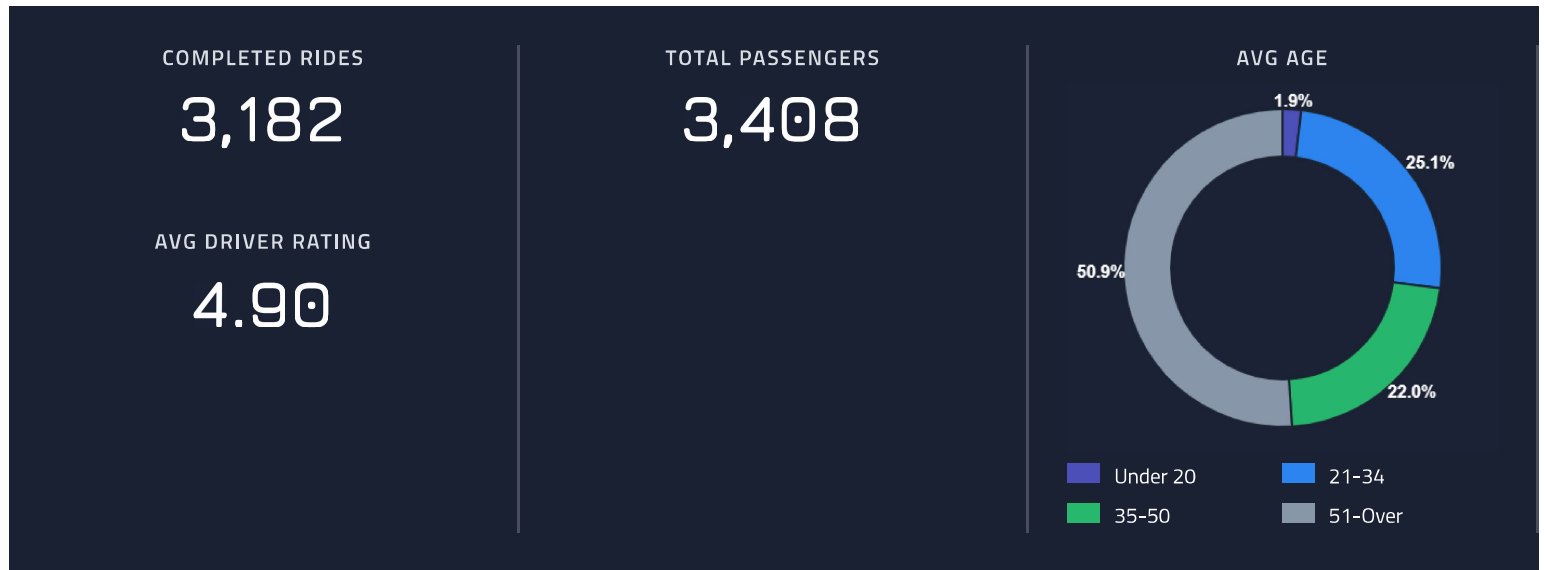 COMPLETED RIDES
3,182
AVG DRIVER RATING
4.90
TOTAL PASSENGERS
3,408
AVG AGE
1.9%
25.1%
50.9%
22.0%
Under 20
21-34
35-50
51-Over